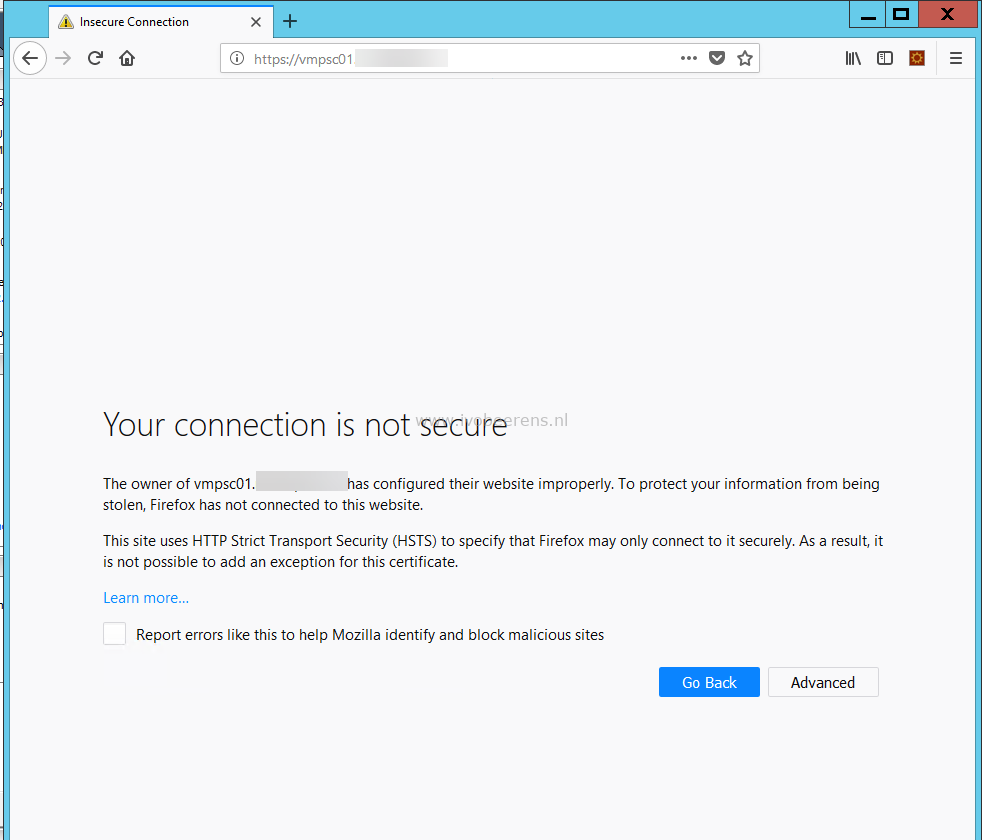 Insecure Connection
https://vmpsc01.
www.ivobeerens.nl
Your connection is not secure
The owner of vmpsc01. has configured their website improperly. To protect your information from being
stolen, Firefox has not connected to this website.
This site uses HTTP Strict Transport Security (HSTS) to specify that Firefox may only connect to it securely. As a result, it
is not possible to add an exception for this certificate.
Learn more...
Report errors like this to help Mozilla identify and block malicious sites
Go Back
Advanced